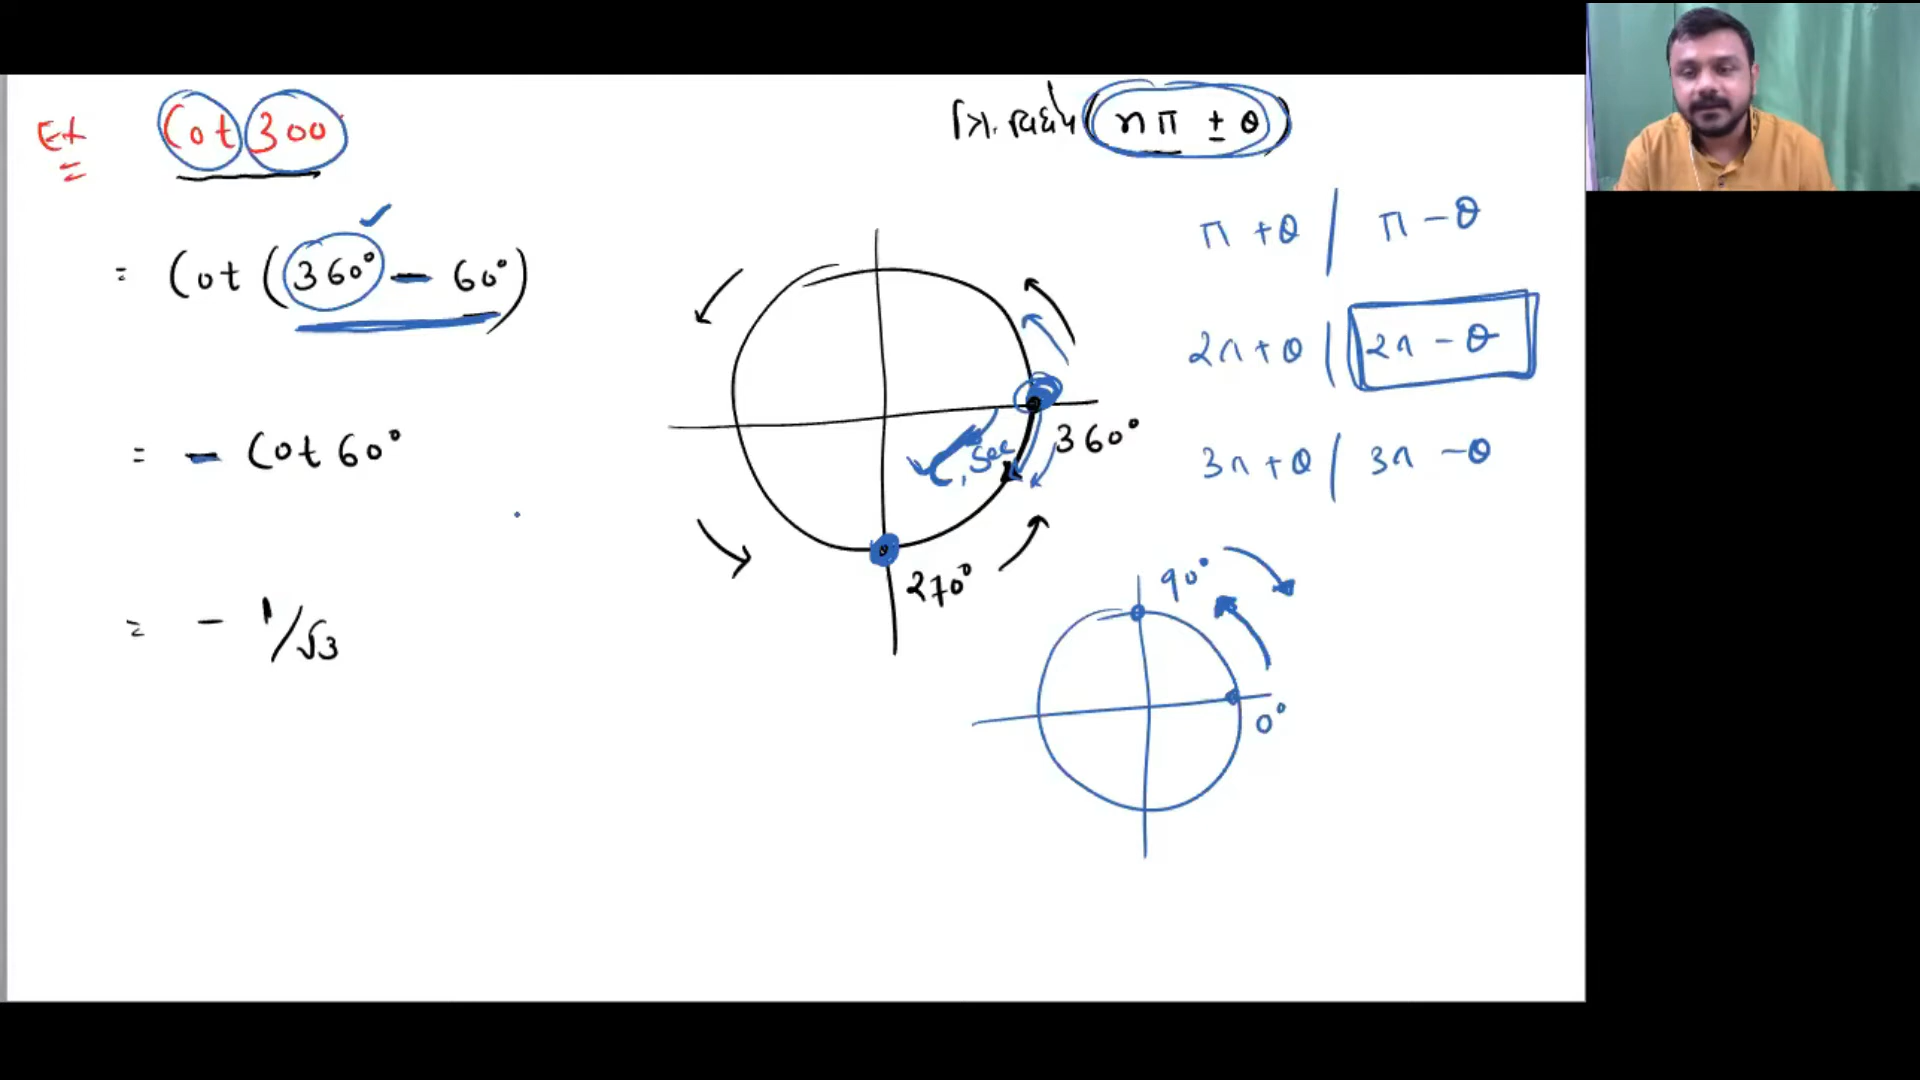 Ex Cot 300
= Cot (360° - 60°)
= - Cot 60°
= - 1/√3
(nπ ± θ)
π + θ / π - θ
2π + θ | 2π - θ
3π + θ / 3π - θ
C, Sec
360°
270°
90°
0°